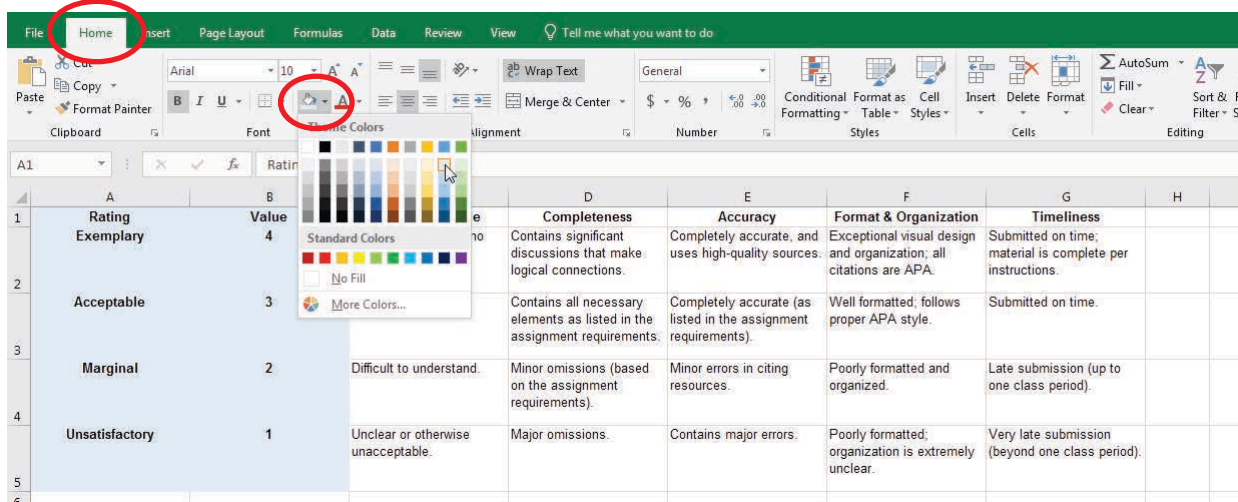 File Home Insert Page Layout Formulas Data Review View Tell me what you want to do
Cut
Copy
Paste
Format Painter
Clipboard
Arial 10 A A
B I U A
Font
ab Wrap Text
Merge & Center
Alignment
General
$ % , .00 .0
Number
Conditional Format as Cell
Formatting Table Styles
Styles
Insert Delete Format
Cells
AutoSum
Fill
Clear
Sort &
Filter
Editing
A1 fx Ratin
Theme Colors
Standard Colors
No Fill
More Colors...
A B D E F G H
1 Rating Value e Completeness Accuracy Format & Organization Timeliness
Exemplary 4 no Contains significant Completely accurate, and Exceptional visual design Submitted on time;
discussions that make uses high-quality sources. and organization; all material is complete per
logical connections. citations are APA. instructions.
2
Acceptable 3 Contains all necessary Completely accurate (as Well formatted; follows Submitted on time.
elements as listed in the listed in the assignment proper APA style.
assignment requirements. requirements).
3
Marginal 2 Difficult to understand. Minor omissions (based Minor errors in citing Poorly formatted and Late submission (up to
on the assignment resources. organized. one class period).
requirements).
4
Unsatisfactory 1 Unclear or otherwise Major omissions. Contains major errors. Poorly formatted; Very late submission
unacceptable. organization is extremely (beyond one class period).
unclear.
5